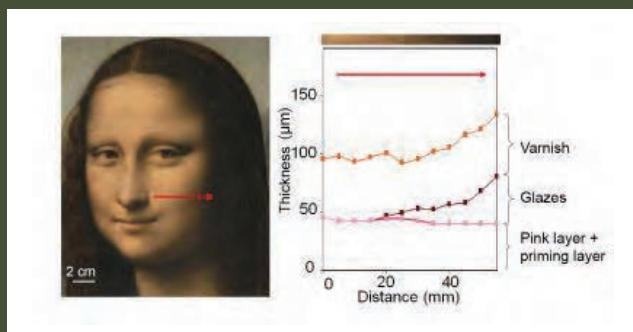 2 cm
Thickness (µm)
150
100
50
0
0
20
40
Distance (mm)
Varnish
Glazes
Pink layer +
priming layer